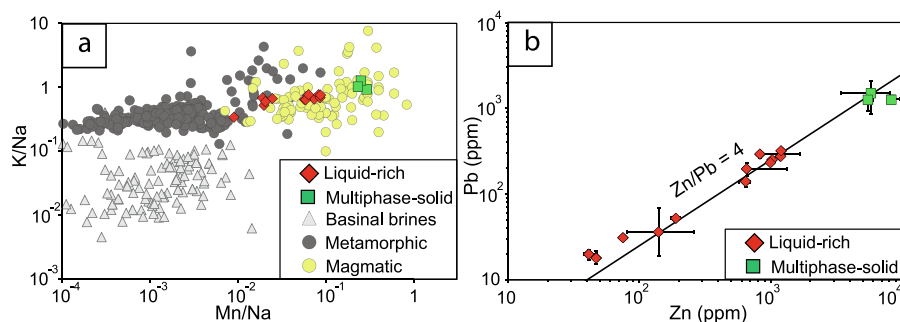 a
10
1
10⁻¹
10⁻²
10⁻³
K/Na
10⁻⁴
10⁻³
10⁻²
10⁻¹
1
Mn/Na
Liquid-rich
Multiphase-solid
Basinal brines
Metamorphic
Magmatic
b
10⁴
10³
10²
10
Pb (ppm)
Zn/Pb = 4
10
10²
10³
10⁴
Zn (ppm)
Liquid-rich
Multiphase-solid